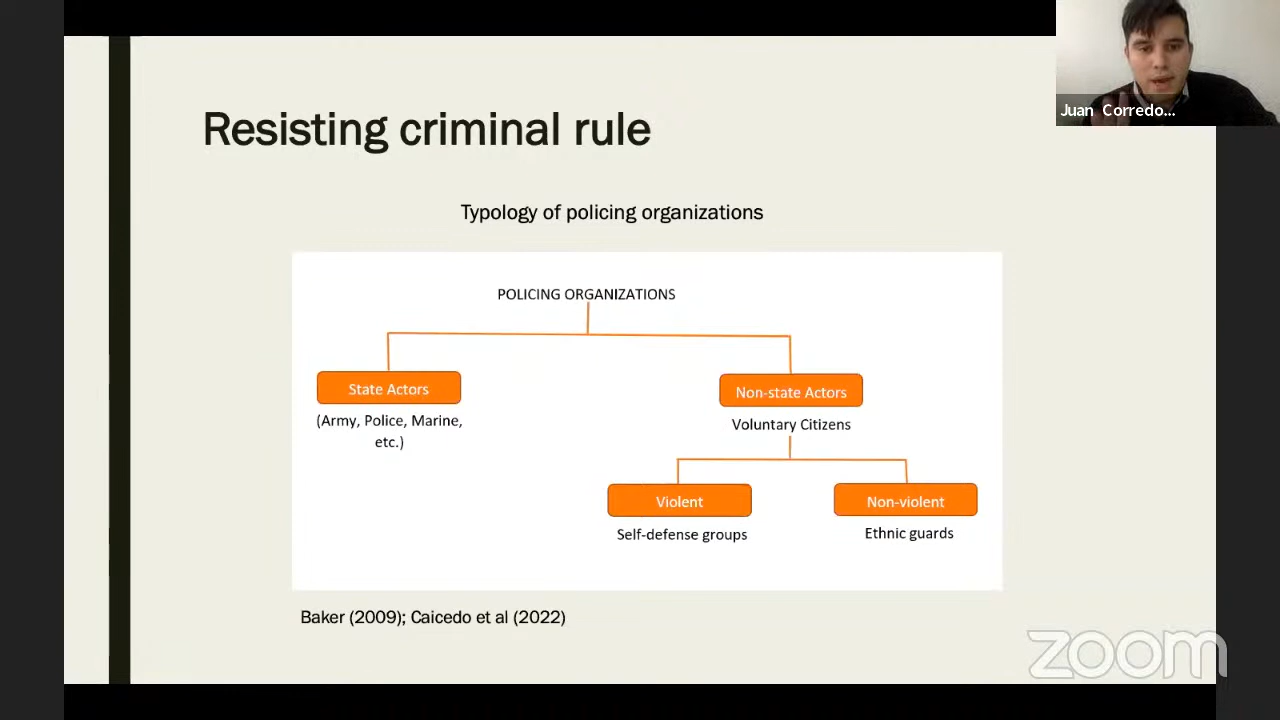 Juan Corredo...
Resisting criminal rule
Typology of policing organizations
POLICING ORGANIZATIONS
State Actors
(Army, Police, Marine,
etc.)
Non-state Actors
Voluntary Citizens
Violent
Self-defense groups
Non-violent
Ethnic guards
Baker (2009); Caicedo et al (2022)
zoom